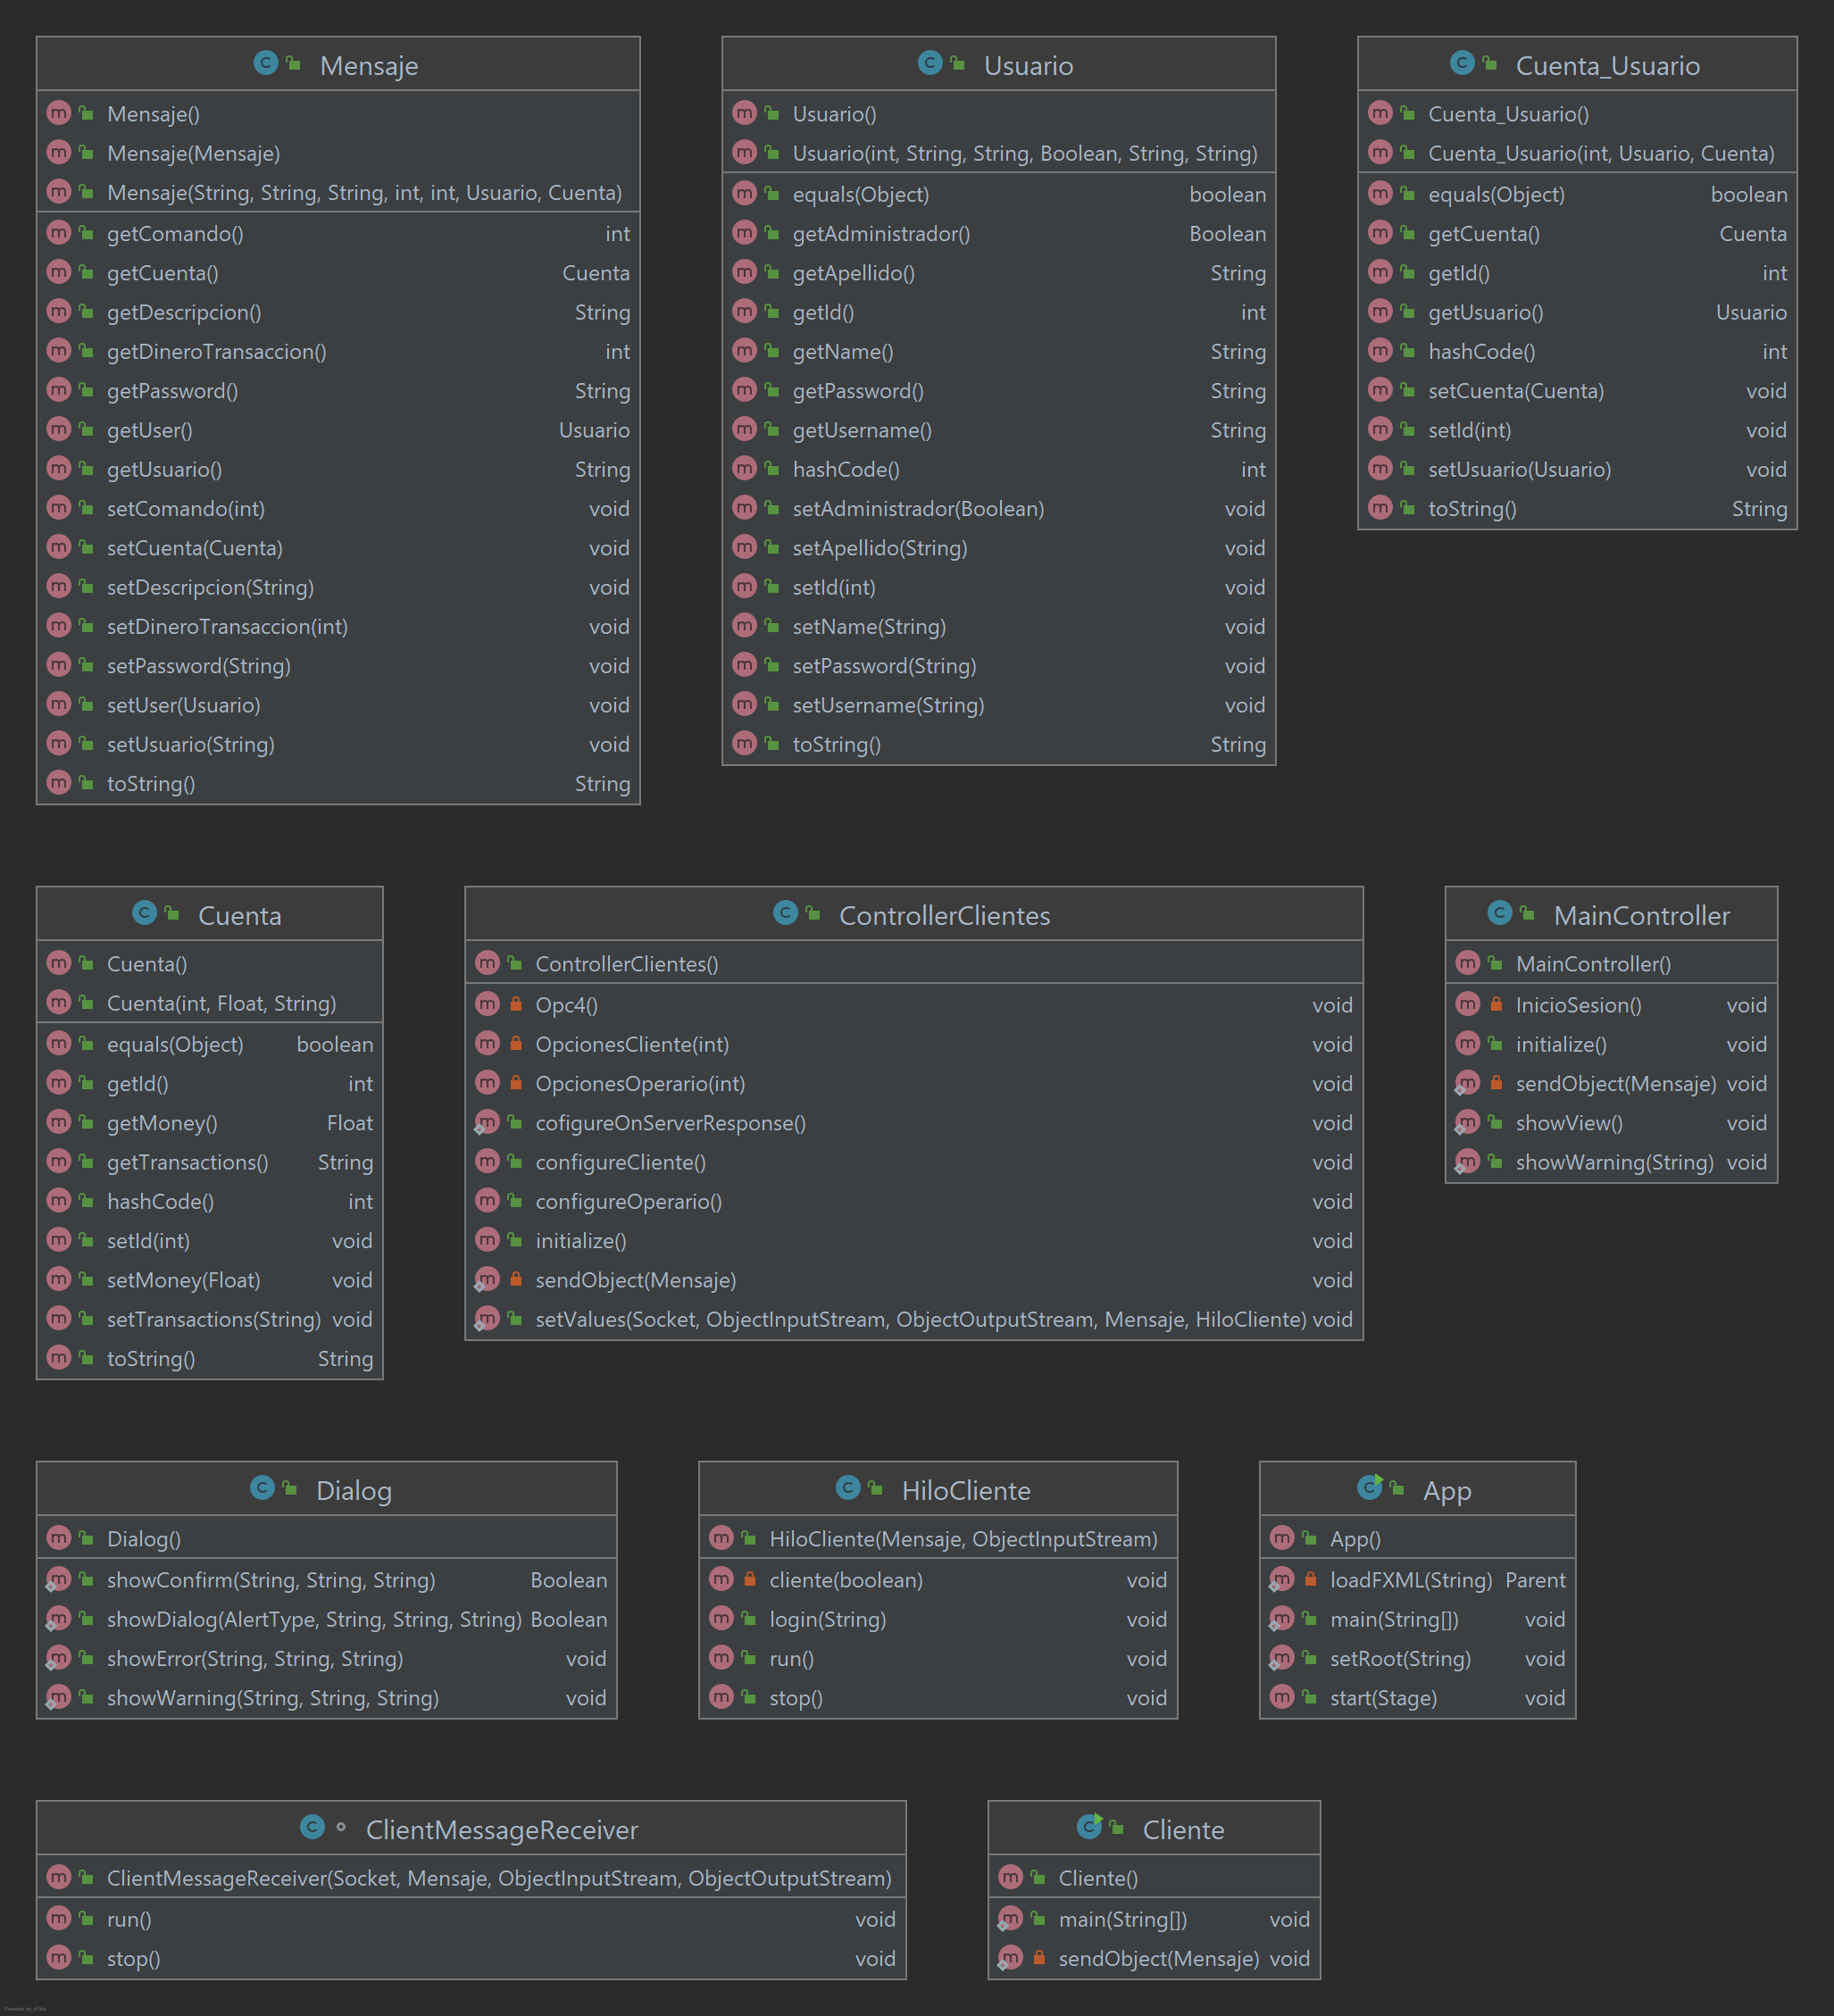 Mensaje
Mensaje()
Mensaje(Mensaje)
Mensaje(String, String, String, int, int, Usuario, Cuenta)
getComando() int
getCuenta() Cuenta
getDescripcion() String
getDineroTransaccion() int
getPassword() String
getUser() Usuario
getUsuario() String
setComando(int) void
setCuenta(Cuenta) void
setDescripcion(String) void
setDineroTransaccion(int) void
setPassword(String) void
setUser(Usuario) void
setUsuario(String) void
toString() String
Usuario
Usuario()
Usuario(int, String, String, Boolean, String, String)
equals(Object) boolean
getAdministrador() Boolean
getApellido() String
getId() int
getName() String
getPassword() String
getUsername() String
hashCode() int
setAdministrador(Boolean) void
setApellido(String) void
setId(int) void
setName(String) void
setPassword(String) void
setUsername(String) void
toString() String
Cuenta_Usuario
Cuenta_Usuario()
Cuenta_Usuario(int, Usuario, Cuenta)
equals(Object) boolean
getCuenta() Cuenta
getId() int
getUsuario() Usuario
hashCode() int
setCuenta(Cuenta) void
setId(int) void
setUsuario(Usuario) void
toString() String
Cuenta
Cuenta()
Cuenta(int, Float, String)
equals(Object) boolean
getId() int
getMoney() Float
getTransactions() String
hashCode() int
setId(int) void
setMoney(Float) void
setTransactions(String) void
toString() String
ControllerClientes
ControllerClientes()
Opc4() void
OpcionesCliente(int) void
OpcionesOperario(int) void
cofigureOnServerResponse() void
configureCliente() void
configureOperario() void
initialize() void
sendObject(Mensaje) void
setValues(Socket, ObjectInputStream, ObjectOutputStream, Mensaje, HiloCliente) void
MainController
MainController()
InicioSesion() void
initialize() void
sendObject(Mensaje) void
showView() void
showWarning(String) void
Dialog
Dialog()
showConfirm(String, String, String) Boolean
showDialog(AlertType, String, String, String) Boolean
showError(String, String, String) void
showWarning(String, String, String) void
HiloCliente
HiloCliente(Mensaje, ObjectInputStream)
cliente(boolean) void
login(String) void
run() void
stop() void
App
App()
loadFXML(String) Parent
main(String[]) void
setRoot(String) void
start(Stage) void
ClientMessageReceiver
ClientMessageReceiver(Socket, Mensaje, ObjectInputStream, ObjectOutputStream)
run() void
stop() void
Cliente
Cliente()
main(String[]) void
sendObject(Mensaje) void
Powered by yFiles